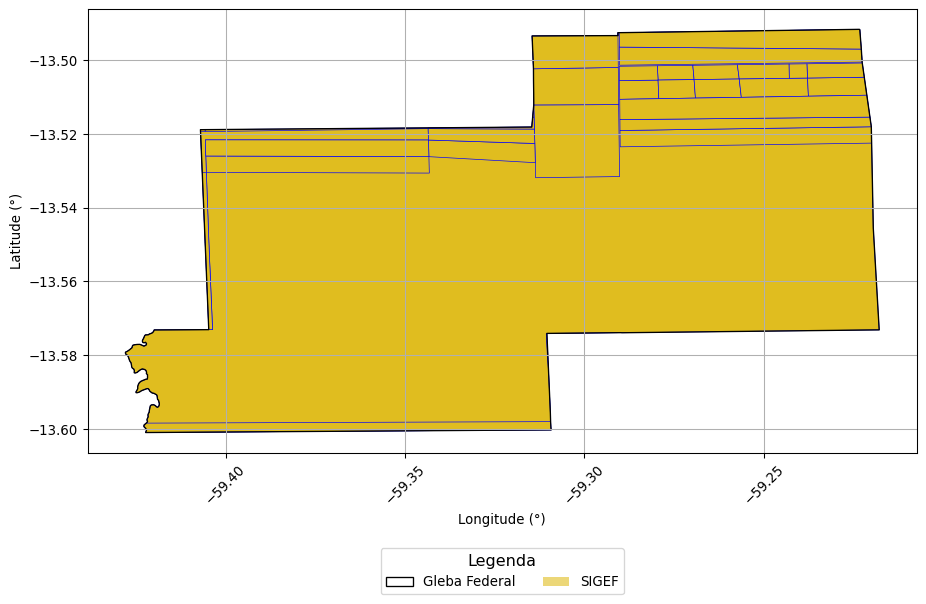 −13.50
−13.52
−13.54
−13.56
−13.58
−13.60
Latitude (°)
−59.40
−59.35
−59.30
−59.25
Longitude (°)
Legenda
Gleba Federal
SIGEF